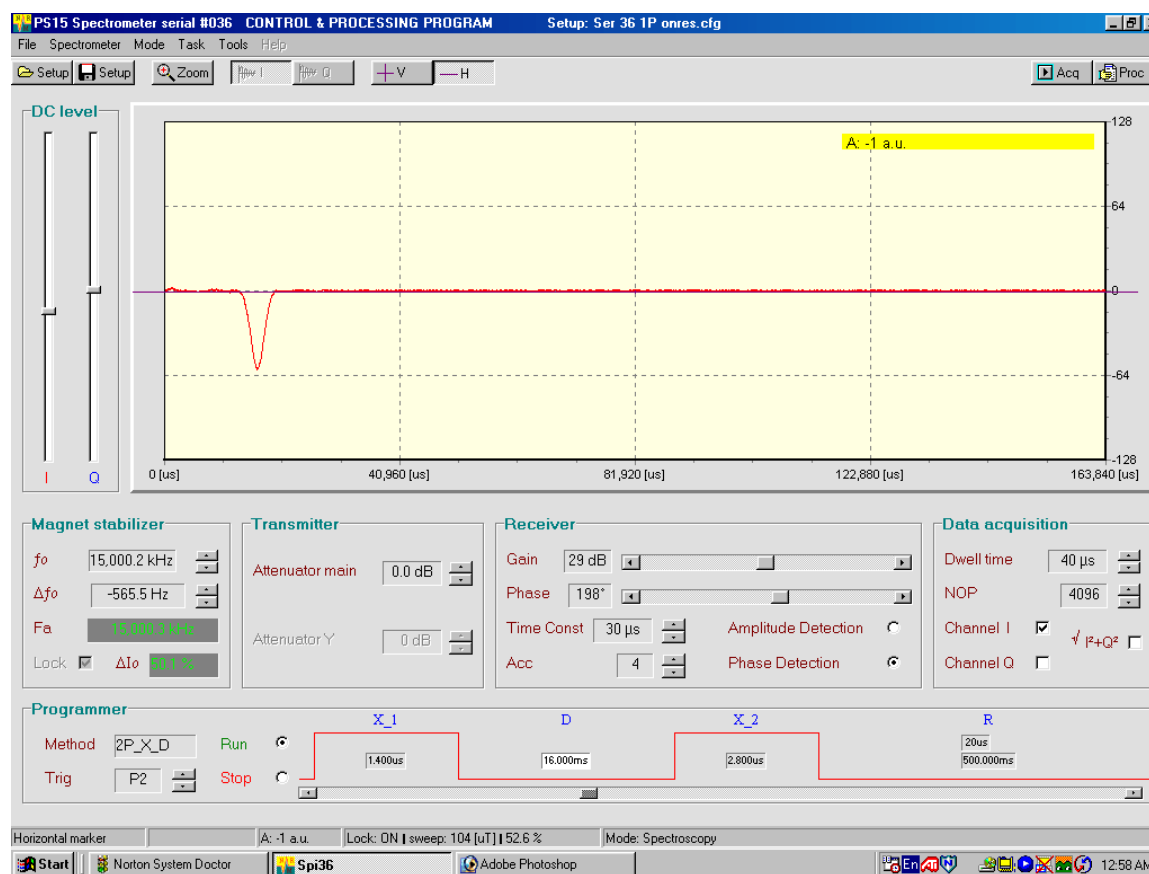 PS15 Spectrometer serial #036 CONTROL & PROCESSING PROGRAM Setup: Ser 36 1P onres.cfg
File Spectrometer Mode Task Tools Help
Setup Setup Zoom I Q V H Acq Proc
DC level
128
A: -1 a.u.
64
0
-64
-128
I Q 0 [us] 40,960 [us] 81,920 [us] 122,880 [us] 163,840 [us]
Magnet stabilizer Transmitter Receiver Data acquisition
fo 15,000.2 kHz Attenuator main 0.0 dB Gain 29 dB Dwell time 40 µs
Δfo -565.5 Hz Phase 198° NOP 4096
Fa 15,000.3 kHz Attenuator Y 0 dB Time Const 30 µs Amplitude Detection Channel I √ I²+Q²
Lock ΔIo 50.1 % Acc 4 Phase Detection Channel Q
Programmer
X_1 D X_2 R
Method 2P_X_D Run 1.400us 16.000ms 2.800us 20us
500.000ms
Trig P2 Stop
Horizontal marker A: -1 a.u. Lock: ON | sweep: 104 [uT] | 52.6 % Mode: Spectroscopy
Start Norton System Doctor Spi36 Adobe Photoshop En 12:58 AM